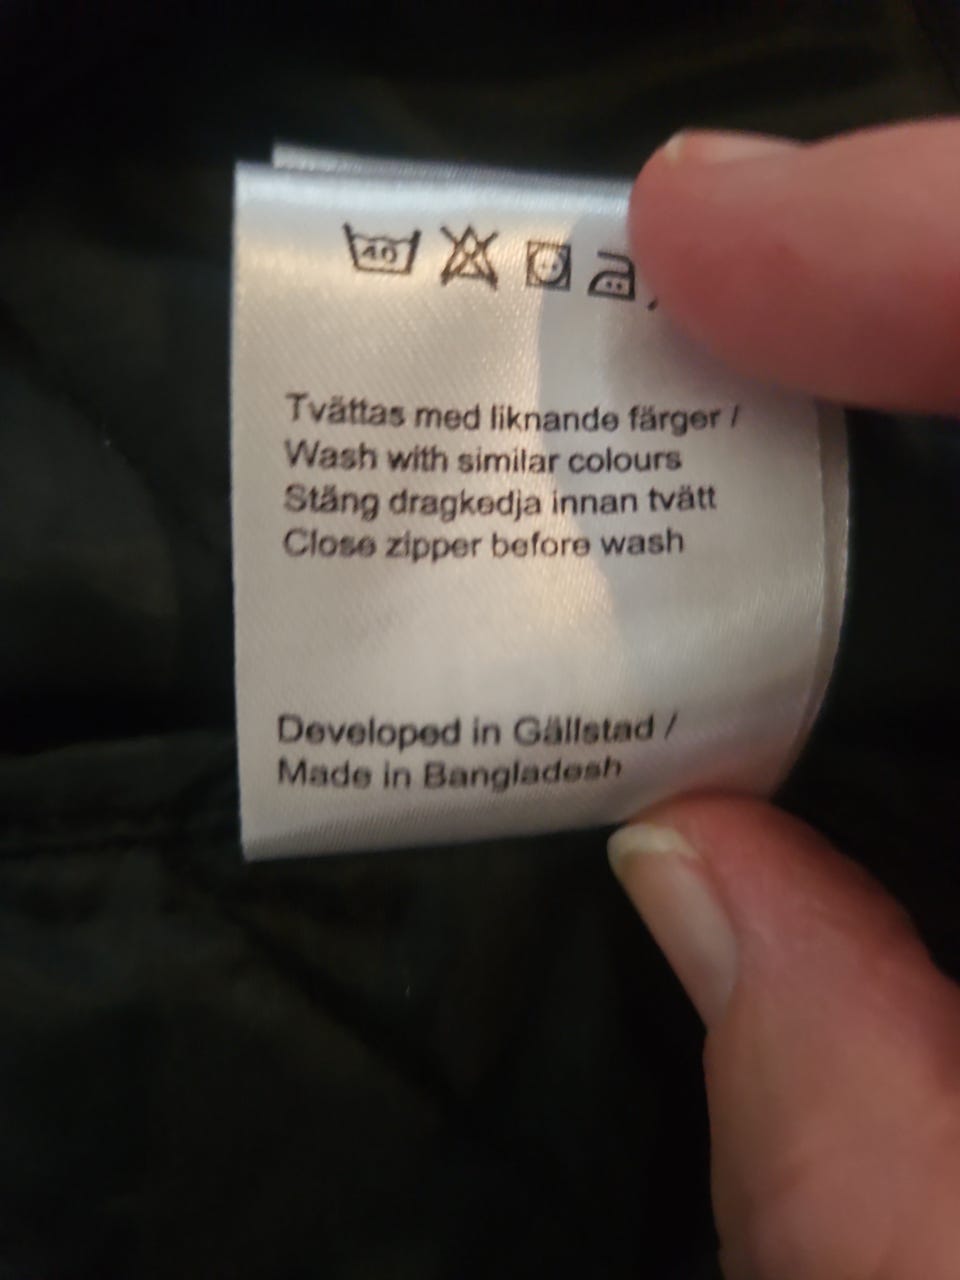 40
Tvättas med liknande färger /
Wash with similar colours
Stäng dragkedja innan tvätt
Close zipper before wash
Developed in Gällstad /
Made in Bangladesh